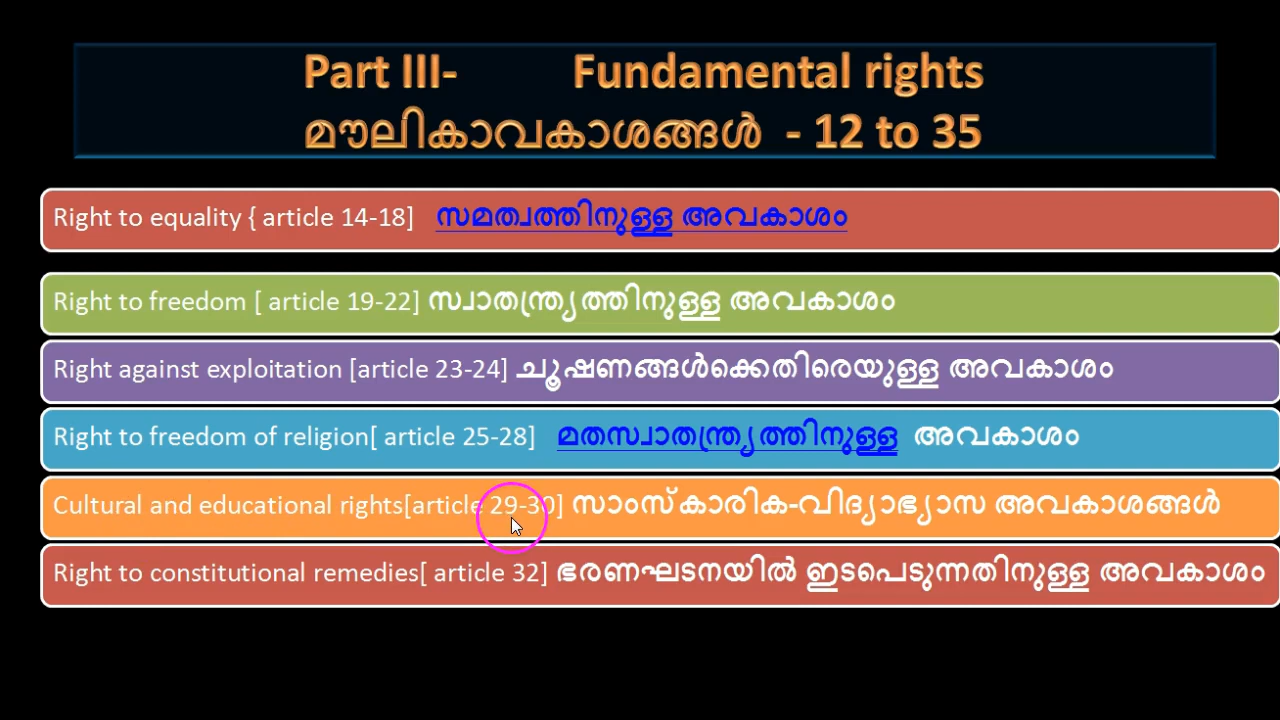 Part III- Fundamental rights
മൗലികാവകാശങ്ങൾ - 12 to 35
Right to equality { article 14-18] സമത്വത്തിനുള്ള അവകാശം
Right to freedom [ article 19-22] സ്വാതന്ത്ര്യത്തിനുള്ള അവകാശം
Right against exploitation [article 23-24] ചൂഷണങ്ങൾക്കെതിരെയുള്ള അവകാശം
Right to freedom of religion[ article 25-28] മതസ്വാതന്ത്ര്യത്തിനുള്ള അവകാശം
Cultural and educational rights[article 29-30] സാംസ്കാരിക-വിദ്യാഭ്യാസ അവകാശങ്ങൾ
Right to constitutional remedies[ article 32] ഭരണഘടനയിൽ ഇടപെടുന്നതിനുള്ള അവകാശം